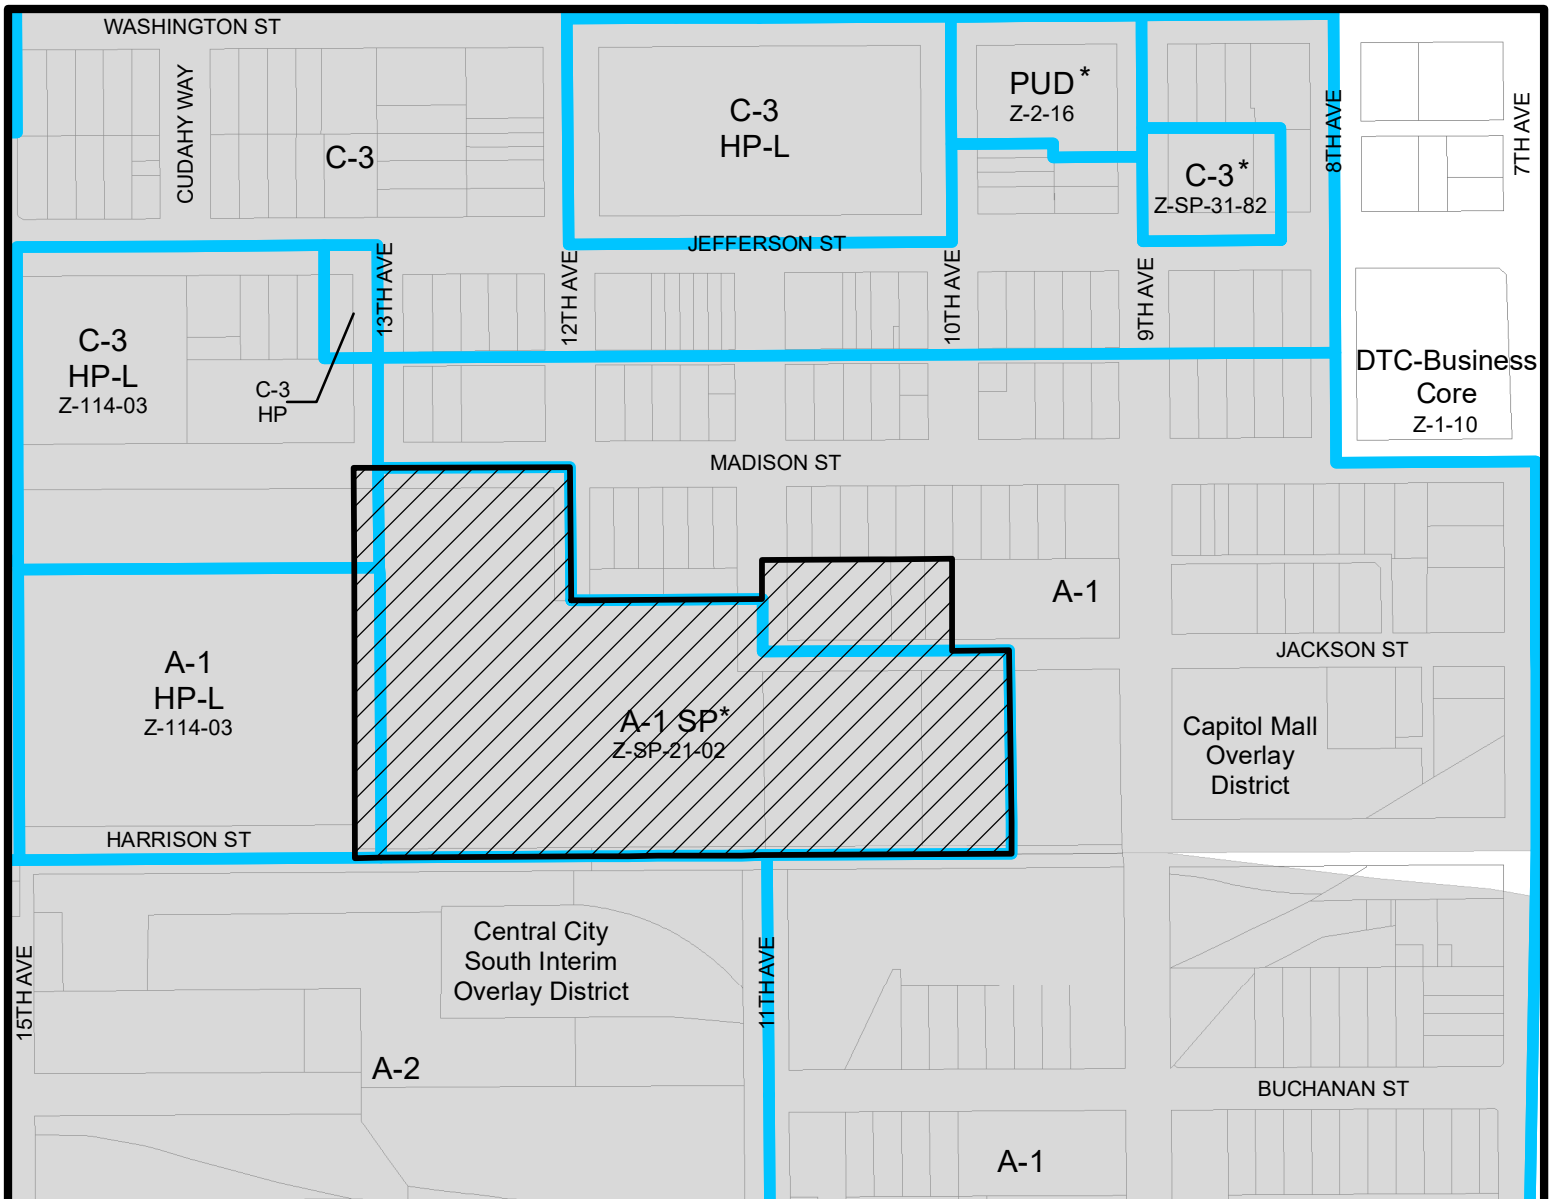 WASHINGTON ST
CUDAHY WAY
C-3
C-3
HP-L
PUD*
Z-2-16
C-3*
Z-SP-31-82
8TH AVE
7TH AVE
JEFFERSON ST
13TH AVE
12TH AVE
10TH AVE
9TH AVE
C-3
HP-L
Z-114-03
C-3
HP
DTC-Business
Core
Z-1-10
MADISON ST
A-1
JACKSON ST
A-1
HP-L
Z-114-03
A-1 SP*
Z-SP-21-02
Capitol Mall
Overlay
District
HARRISON ST
Central City
South Interim
Overlay District
15TH AVE
11TH AVE
A-2
BUCHANAN ST
A-1